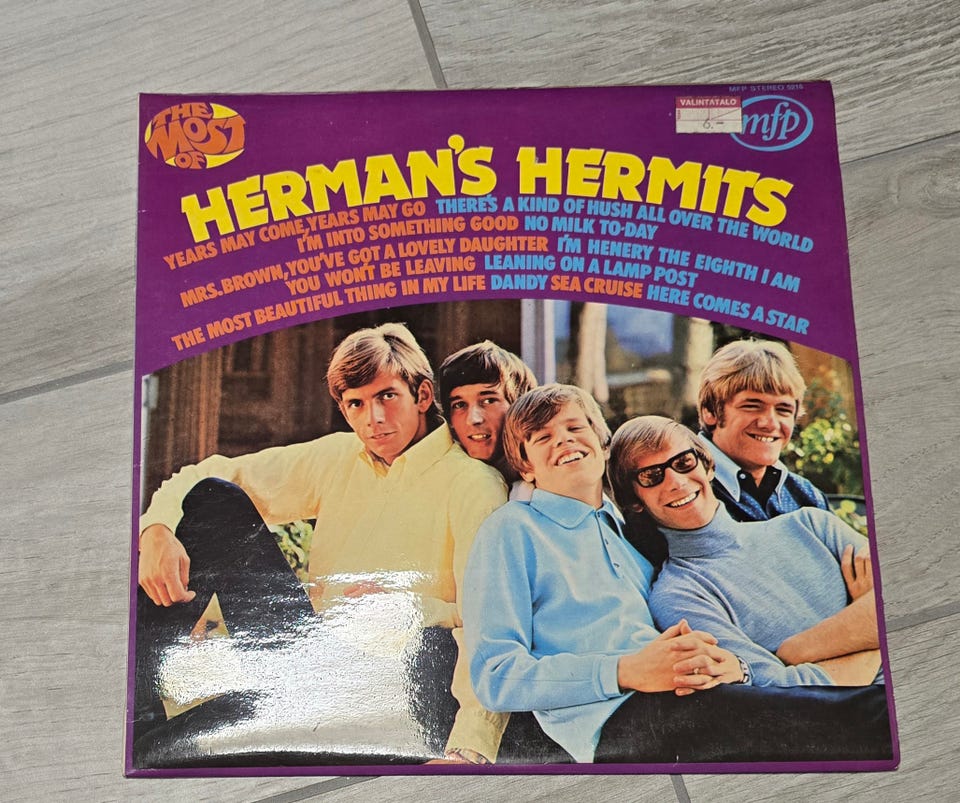 MFP STEREO 5216
VALINTATALO
6.-
mfp
THE
MOST
OF
HERMAN'S HERMITS
YEARS MAY COME, YEARS MAY GO THERE'S A KIND OF HUSH ALL OVER THE WORLD
I'M INTO SOMETHING GOOD NO MILK TO-DAY
MRS. BROWN, YOU'VE GOT A LOVELY DAUGHTER I'M HENERY THE EIGHTH I AM
YOU WON'T BE LEAVING LEANING ON A LAMP POST
THE MOST BEAUTIFUL THING IN MY LIFE DANDY SEA CRUISE HERE COMES A STAR